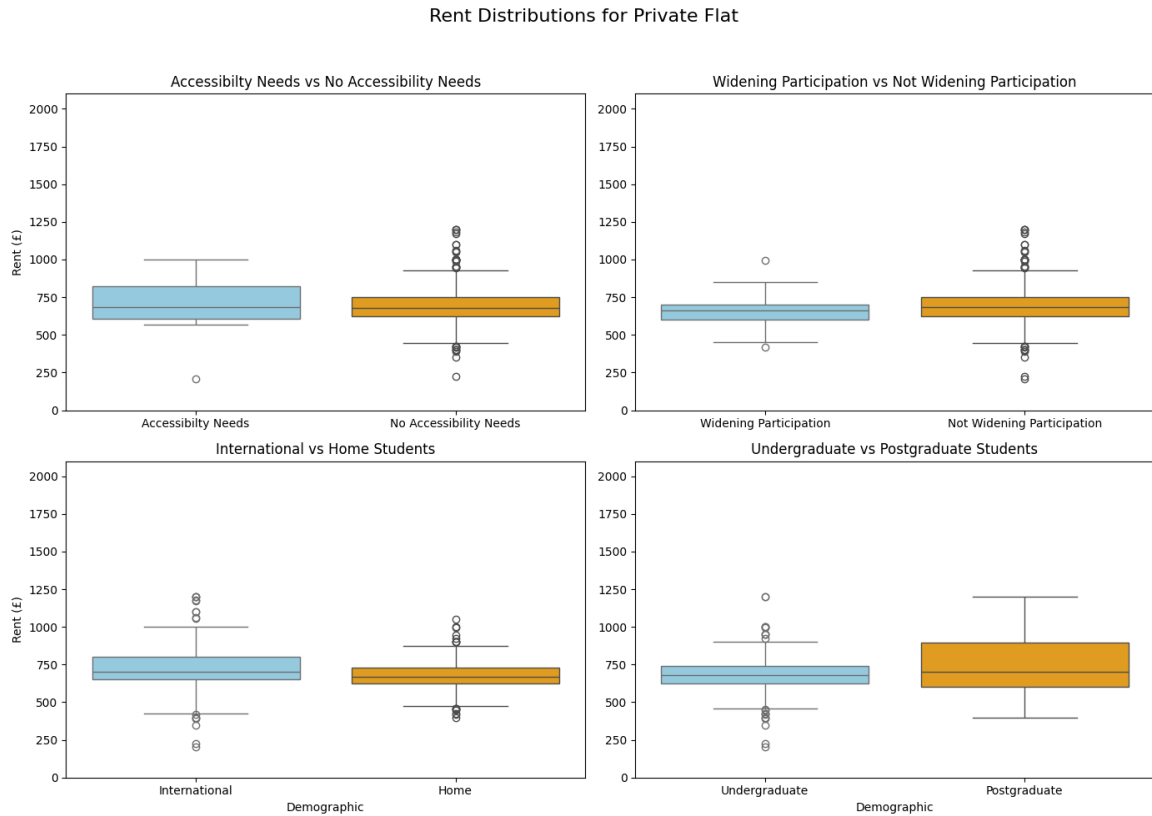 Rent Distributions for Private Flat
Accessibilty Needs vs No Accessibility Needs
2000
1750
1500
1250
1000
750
500
250
0
Rent (£)
Accessibilty Needs
No Accessibility Needs
Widening Participation vs Not Widening Participation
2000
1750
1500
1250
1000
750
500
250
0
Widening Participation
Not Widening Participation
International vs Home Students
2000
1750
1500
1250
1000
750
500
250
0
Rent (£)
International
Home
Demographic
Undergraduate vs Postgraduate Students
2000
1750
1500
1250
1000
750
500
250
0
Undergraduate
Postgraduate
Demographic